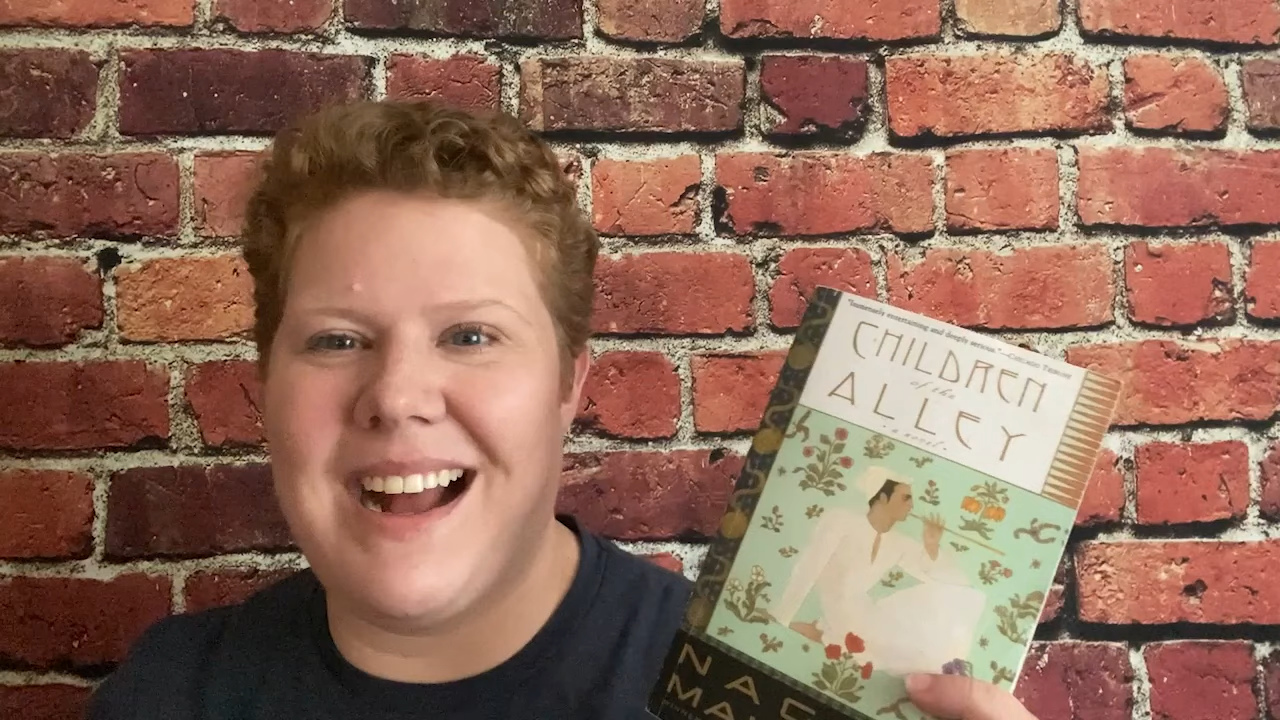 "Immensely entertaining and deeply serious."—Chicago Tribune
CHILDREN
of the
ALLEY
• a novel •
NAG
MA